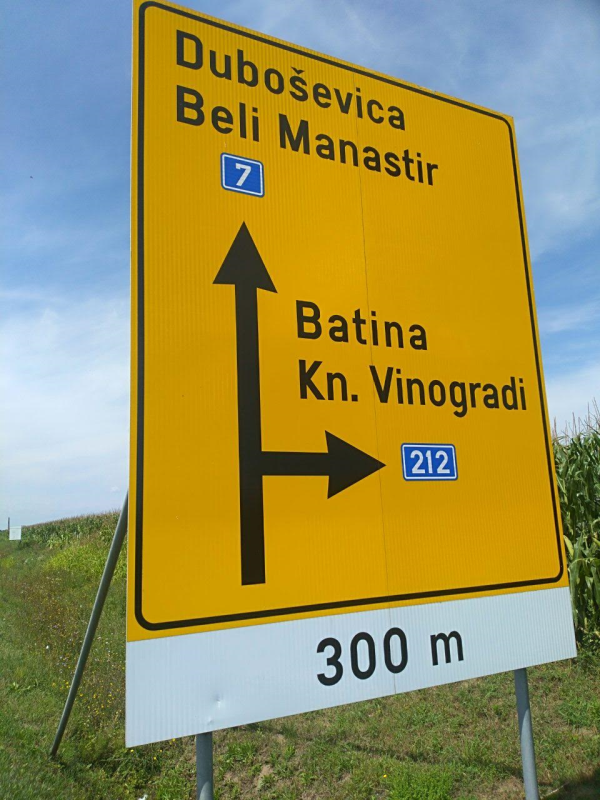 Duboševica
Beli Manastir
7
Batina
Kn. Vinogradi
212
300 m